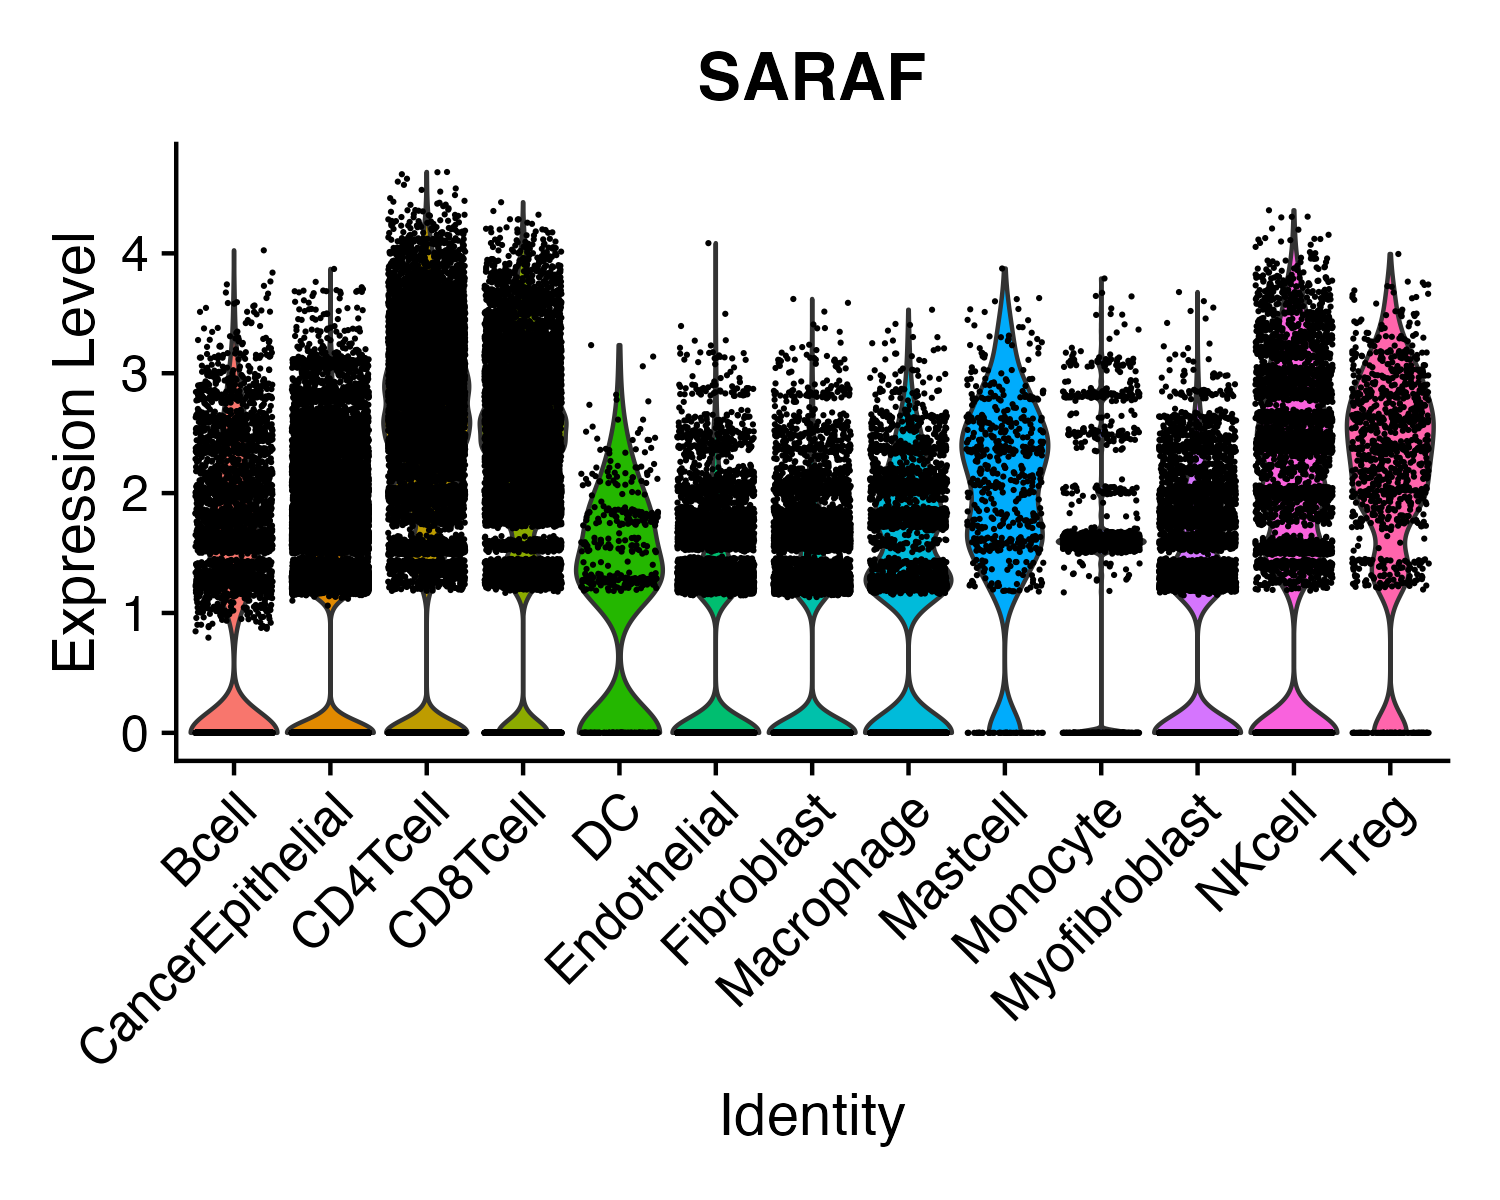 SARAF
Expression Level
4
3
2
1
0
Bcell
CancerEpithelial
CD4Tcell
CD8Tcell
DC
Endothelial
Fibroblast
Macrophage
Mastcell
Monocyte
Myofibroblast
NKcell
Treg
Identity